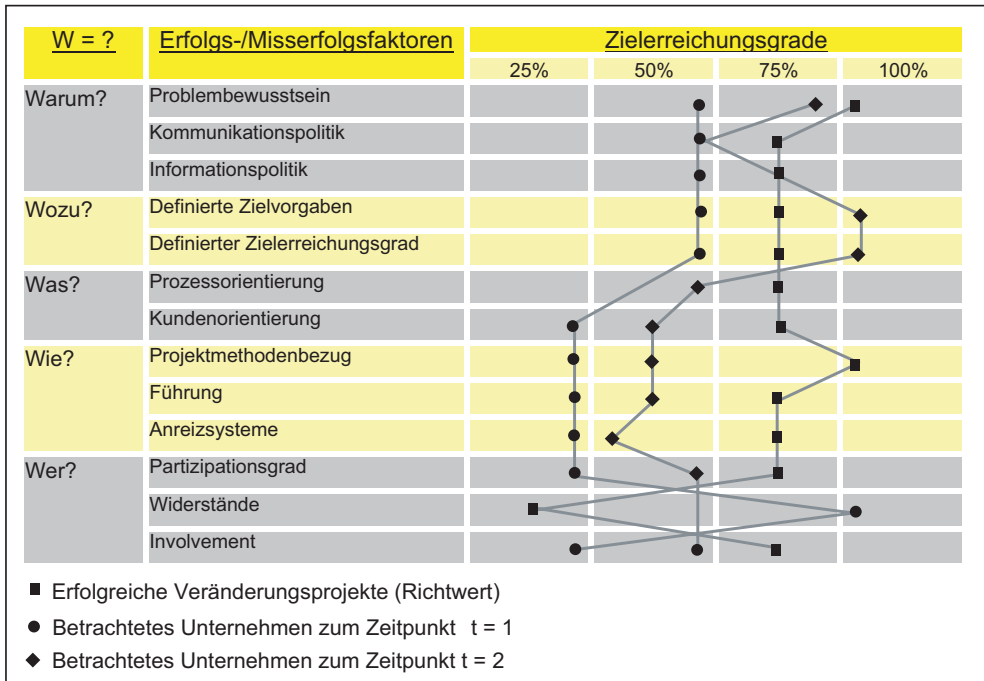 W = ? Erfolgs-/Misserfolgsfaktoren Zielerreichungsgrade
25% 50% 75% 100%
Warum? Problembewusstsein
Kommunikationspolitik
Informationspolitik
Wozu? Definierte Zielvorgaben
Definierter Zielerreichungsgrad
Was? Prozessorientierung
Kundenorientierung
Wie? Projektmethodenbezug
Führung
Anreizsysteme
Wer? Partizipationsgrad
Widerstände
Involvement
Erfolgreiche Veränderungsprojekte (Richtwert)
Betrachtetes Unternehmen zum Zeitpunkt t = 1
Betrachtetes Unternehmen zum Zeitpunkt t = 2